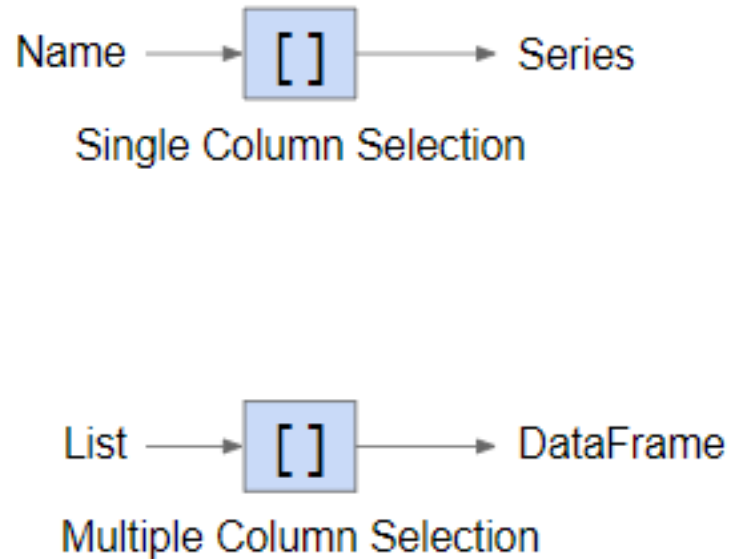 Name [] Series
Single Column Selection
List [] DataFrame
Multiple Column Selection